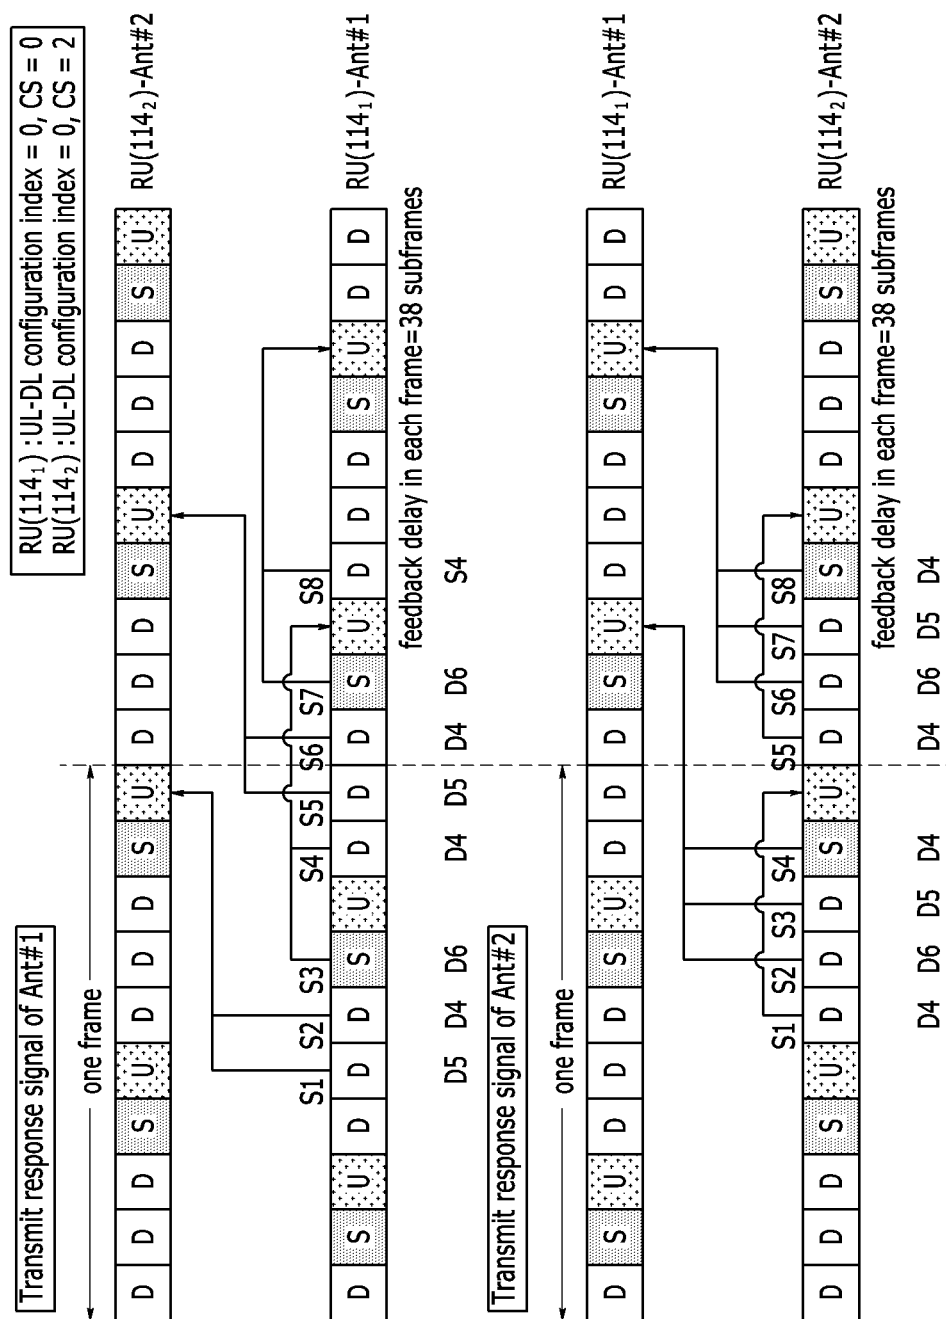 RU(114₁) :UL-DL configuration index = 0, CS = 0
RU(114₂) :UL-DL configuration index = 0, CS = 2
Transmit response signal of Ant#1
one frame
D D D S U D D D S U D D D S U D D D S U RU(114₂)-Ant#2
S1 S2 S3 S4 S5 S6 S7 S8
D S U D D D S U D D D S U D D D S U D D RU(114₁)-Ant#1
feedback delay in each frame=38 subframes
D5 D4 D6 D4 D5 D4 D6 S4
Transmit response signal of Ant#2
one frame
D S U D D D S U D D D S U D D D S U D D RU(114₁)-Ant#1
S1 S2 S3 S4 S5 S6 S7 S8
D D D S U D D D S U D D D S U D D D S U RU(114₂)-Ant#2
feedback delay in each frame=38 subframes
D4 D6 D5 D4 D4 D6 D5 D4